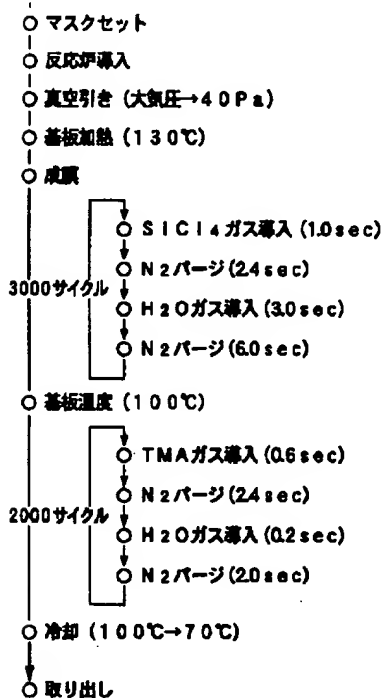 マスクセット
反応炉導入
真空引き (大気圧→40Pa)
基板加熱 (130℃)
成膜
SiCl4ガス導入 (1.0sec)
N2パージ (2.4sec)
3000サイクル
H2Oガス導入 (3.0sec)
N2パージ (6.0sec)
基板温度 (100℃)
TMAガス導入 (0.6sec)
N2パージ (2.4sec)
2000サイクル
H2Oガス導入 (0.2sec)
N2パージ (2.0sec)
冷却 (100℃→70℃)
取り出し